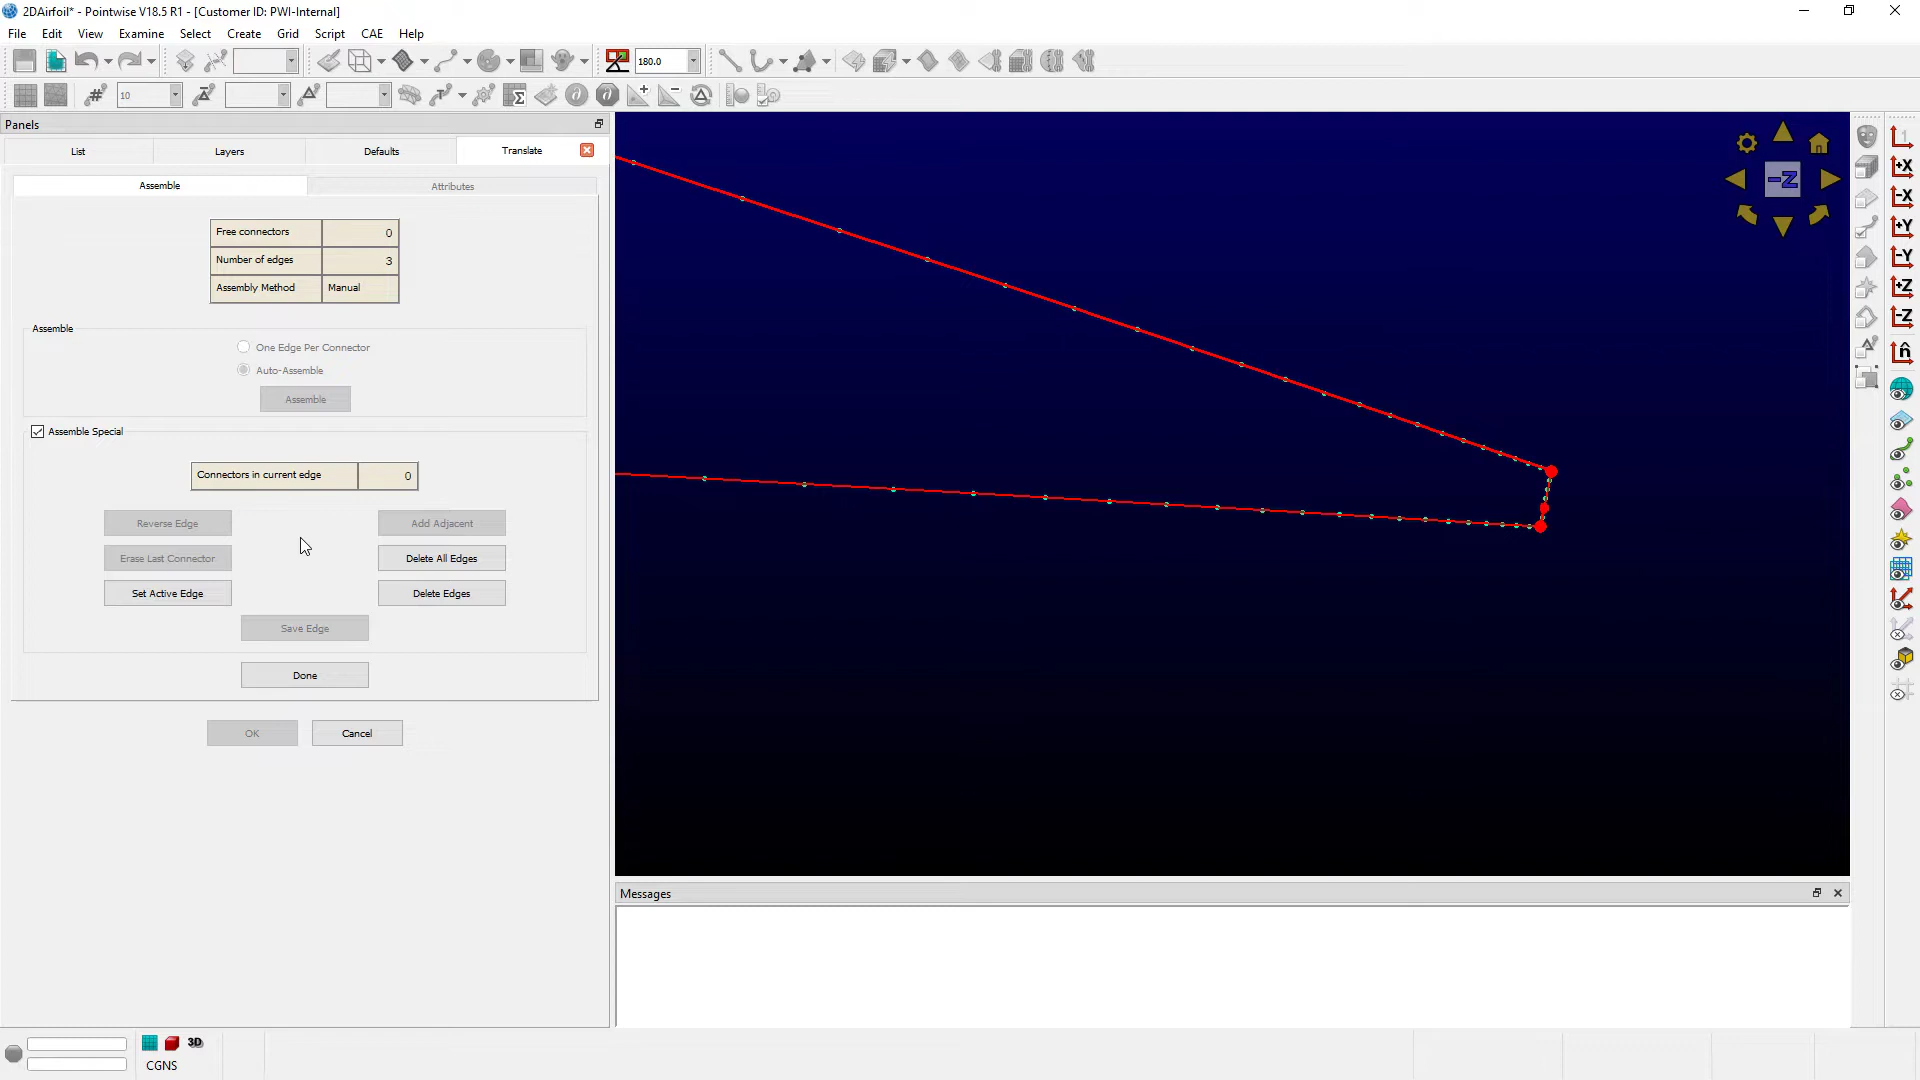 2DAirfoil* - Pointwise V18.5 R1 - [Customer ID: PWI-Internal]
File Edit View Examine Select Create Grid Script CAE Help
180.0
10
Panels
List Layers Defaults Translate
Assemble Attributes
Free connectors 0
Number of edges 3
Assembly Method Manual
Assemble
One Edge Per Connector
Auto-Assemble
Assemble
Assemble Special
Connectors in current edge 0
Reverse Edge Add Adjacent
Erase Last Connector Delete All Edges
Set Active Edge Delete Edges
Save Edge
Done
OK Cancel
-Z
1
+X
-X
+Y
-Y
+Z
-Z
n̂
Messages
3D
CGNS